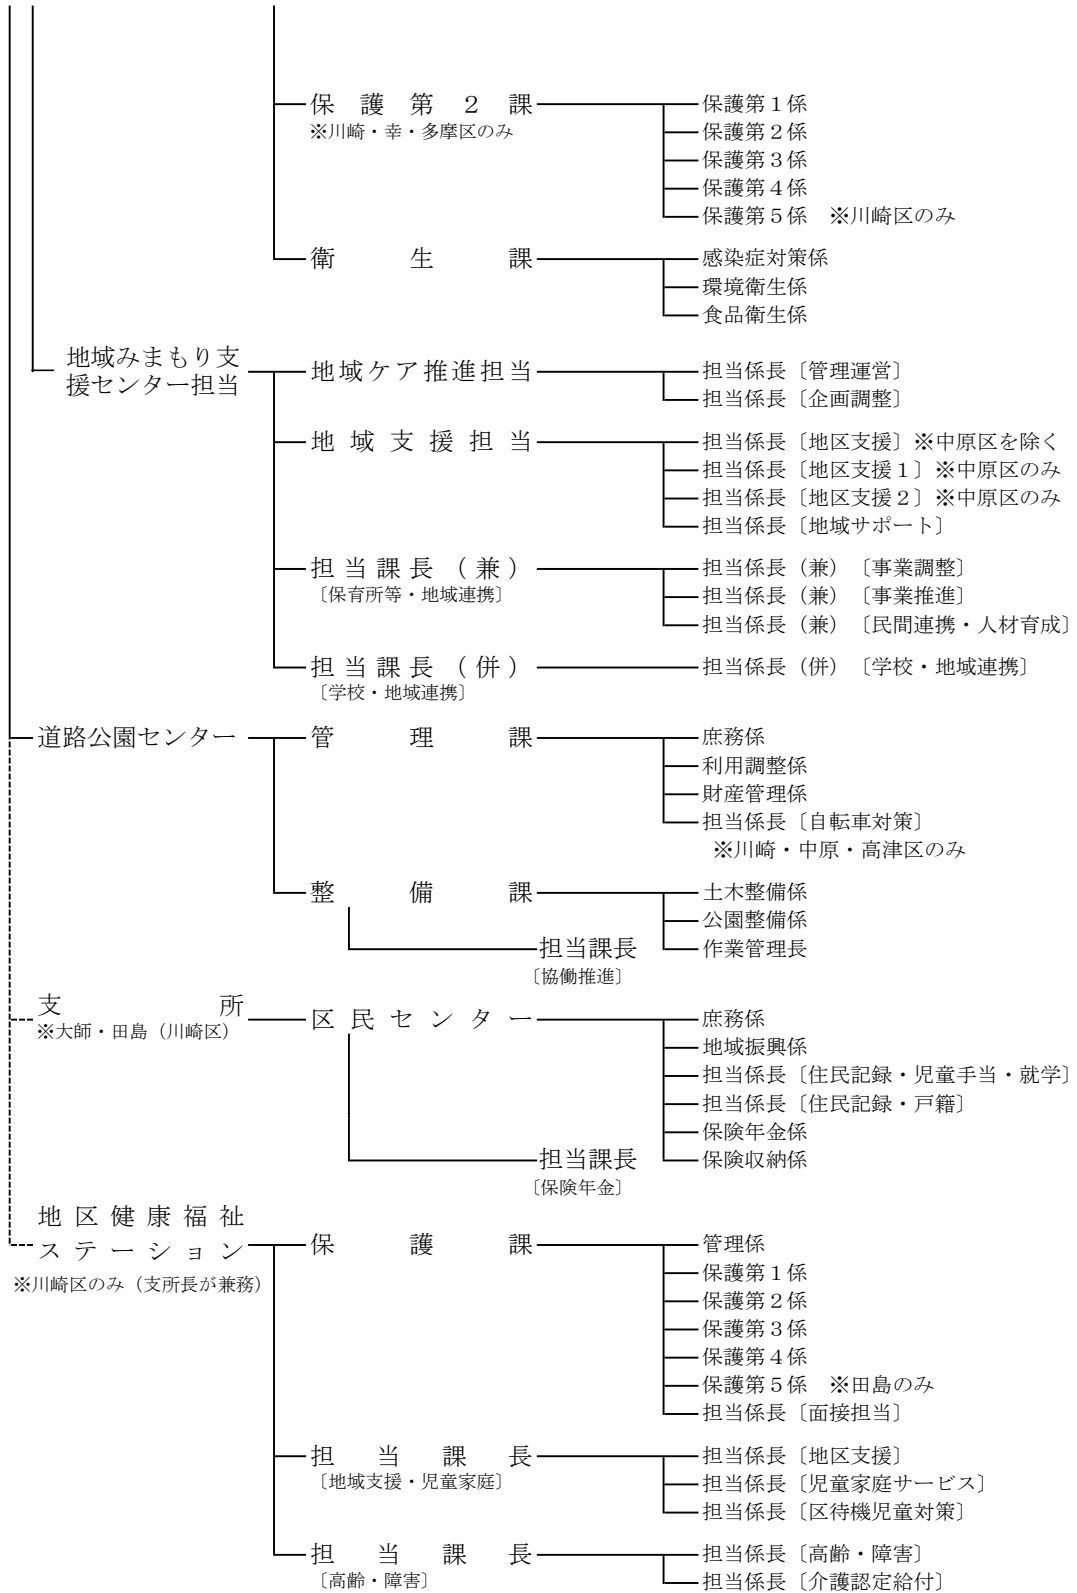 保護第２課
※川崎・幸・多摩区のみ
保護第１係
保護第２係
保護第３係
保護第４係
保護第５係　※川崎区のみ
衛生課
感染症対策係
環境衛生係
食品衛生係
地域みまもり支
援センター担当
地域ケア推進担当
担当係長〔管理運営〕
担当係長〔企画調整〕
地域支援担当
担当係長〔地区支援〕※中原区を除く
担当係長〔地区支援１〕※中原区のみ
担当係長〔地区支援２〕※中原区のみ
担当係長〔地域サポート〕
担当課長（兼）
〔保育所等・地域連携〕
担当係長（兼）〔事業調整〕
担当係長（兼）〔事業推進〕
担当係長（兼）〔民間連携・人材育成〕
担当課長（併）
〔学校・地域連携〕
担当係長（併）〔学校・地域連携〕
道路公園センター
管理課
庶務係
利用調整係
財産管理係
担当係長〔自転車対策〕
※川崎・中原・高津区のみ
整備課
土木整備係
公園整備係
作業管理長
担当課長
〔協働推進〕
支所
※大師・田島（川崎区）
区民センター
庶務係
地域振興係
担当係長〔住民記録・児童手当・就学〕
担当係長〔住民記録・戸籍〕
保険年金係
保険収納係
担当課長
〔保険年金〕
地区健康福祉
ステーション
※川崎区のみ（支所長が兼務）
保護課
管理係
保護第１係
保護第２係
保護第３係
保護第４係
保護第５係　※田島のみ
担当係長〔面接担当〕
担当課長
〔地域支援・児童家庭〕
担当係長〔地区支援〕
担当係長〔児童家庭サービス〕
担当係長〔区待機児童対策〕
担当課長
〔高齢・障害〕
担当係長〔高齢・障害〕
担当係長〔介護認定給付〕